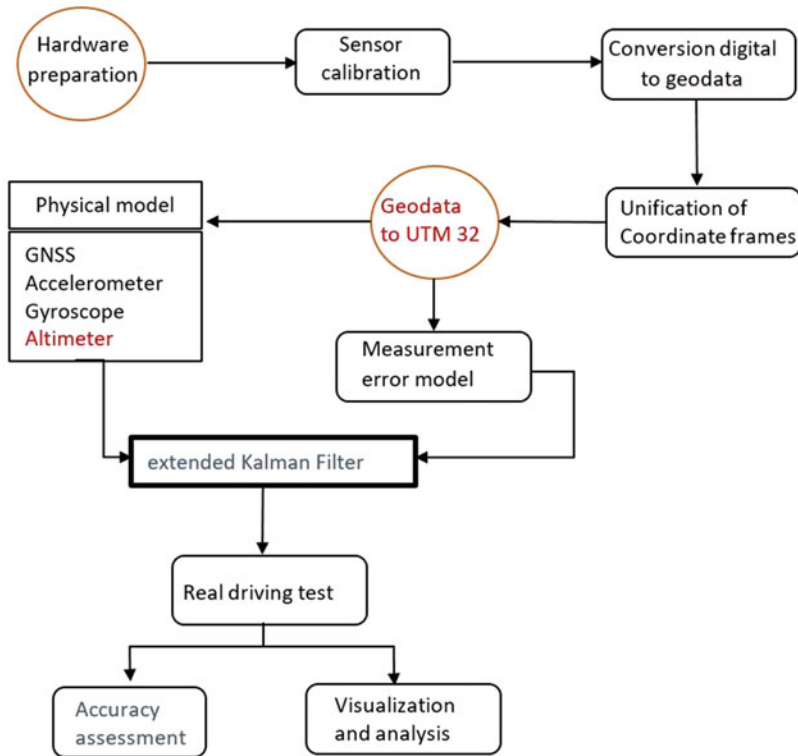 Hardware
preparation
Sensor
calibration
Conversion digital
to geodata
Physical model
GNSS
Accelerometer
Gyroscope
Altimeter
Geodata
to UTM 32
Unification of
Coordinate frames
Measurement
error model
extended Kalman Filter
Real driving test
Accuracy
assessment
Visualization
and analysis